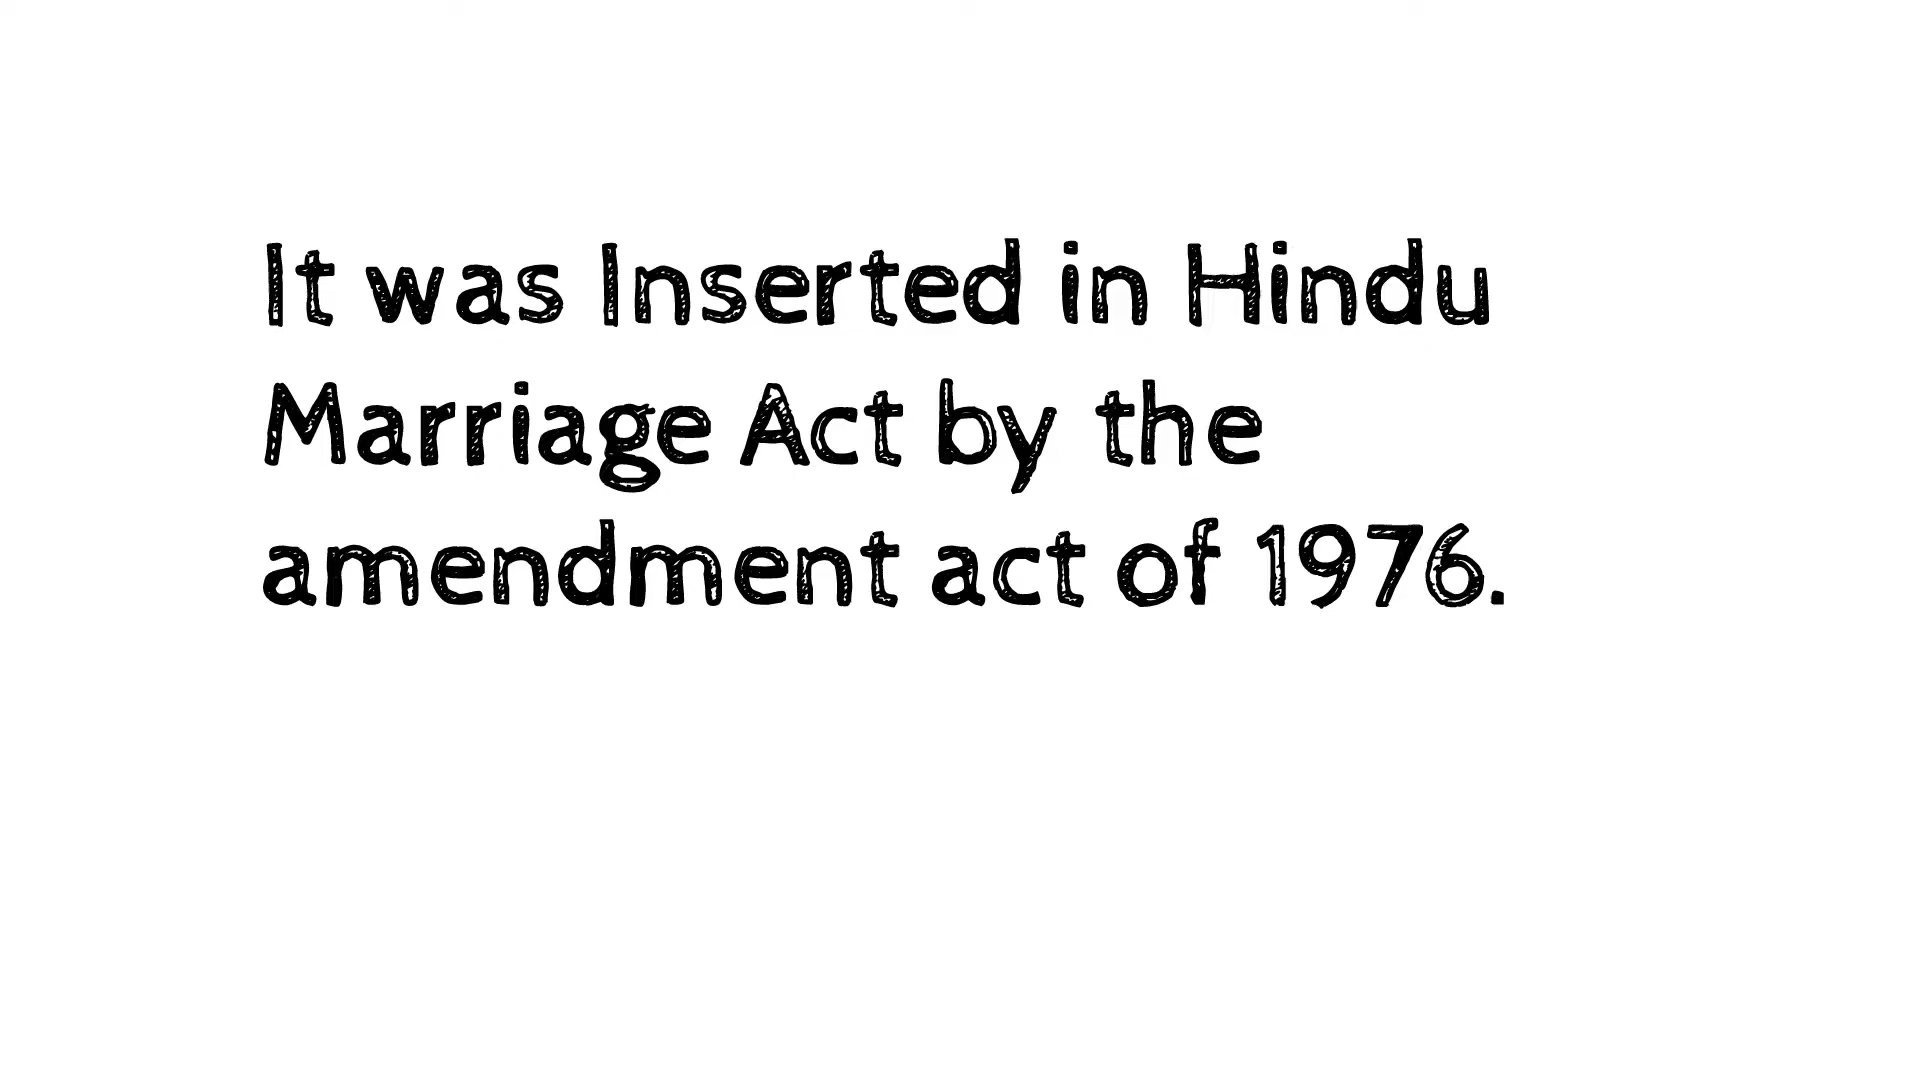 It was Inserted in Hindu
Marriage Act by the
amendment act of 1976.